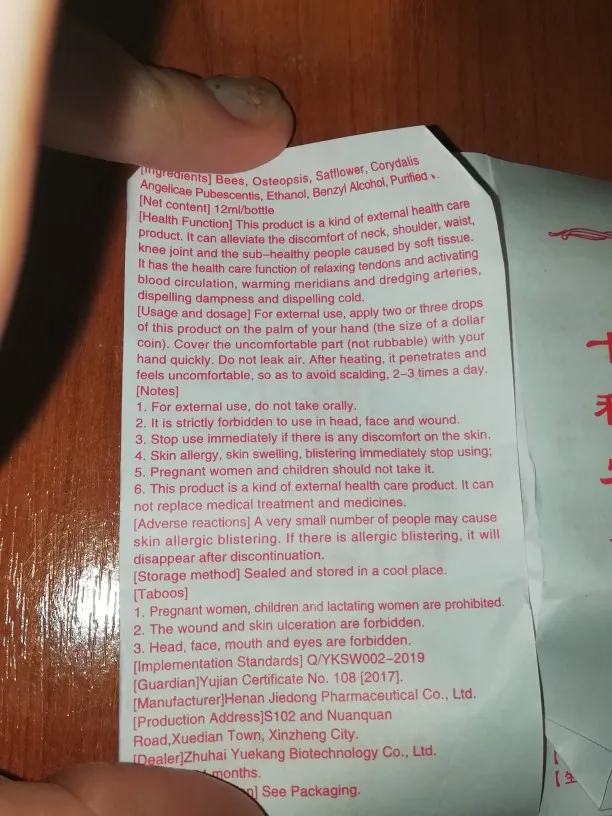 [Ingredients] Bees, Osteopsis, Safflower, Corydalis
Angelicae Pubescentis, Ethanol, Benzyl Alcohol, Purified
[Net content] 12ml/bottle
[Health Function] This product is a kind of external health care
product. It can alleviate the discomfort of neck, shoulder, waist,
knee joint and the sub-healthy people caused by soft tissue.
It has the health care function of relaxing tendons and activating
blood circulation, warming meridians and dredging arteries,
dispelling dampness and dispelling cold.
[Usage and dosage] For external use, apply two or three drops
of this product on the palm of your hand (the size of a dollar
coin). Cover the uncomfortable part (not rubbable) with your
hand quickly. Do not leak air. After heating, it penetrates and
feels uncomfortable, so as to avoid scalding, 2-3 times a day.
[Notes]
1. For external use, do not take orally.
2. It is strictly forbidden to use in head, face and wound.
3. Stop use immediately if there is any discomfort on the skin.
4. Skin allergy, skin swelling, blistering immediately stop using;
5. Pregnant women and children should not take it.
6. This product is a kind of external health care product. It can
not replace medical treatment and medicines.
[Adverse reactions] A very small number of people may cause
skin allergic blistering. If there is allergic blistering, it will
disappear after discontinuation.
[Storage method] Sealed and stored in a cool place.
[Taboos]
1. Pregnant women, children and lactating women are prohibited.
2. The wound and skin ulceration are forbidden.
3. Head, face, mouth and eyes are forbidden.
[Implementation Standards] Q/YKSW002-2019
[Guardian]Yujian Certificate No. 108 [2017].
[Manufacturer]Henan Jiedong Pharmaceutical Co., Ltd.
[Production Address]S102 and Nuanquan
Road,Xuedian Town, Xinzheng City.
[Dealer]Zhuhai Yuekang Biotechnology Co., Ltd.
months.
See Packaging.